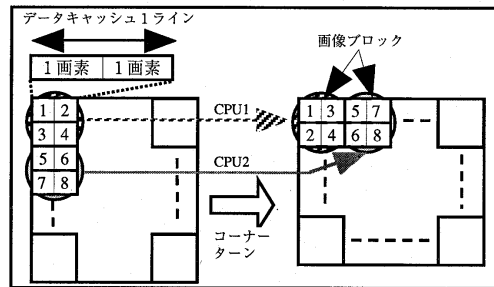 データキャッシュ1ライン
1画素 1画素
画像ブロック
1 2
3 4
5 6
7 8
CPU1
CPU2
1 3 5 7
2 4 6 8
コーナー
ターン